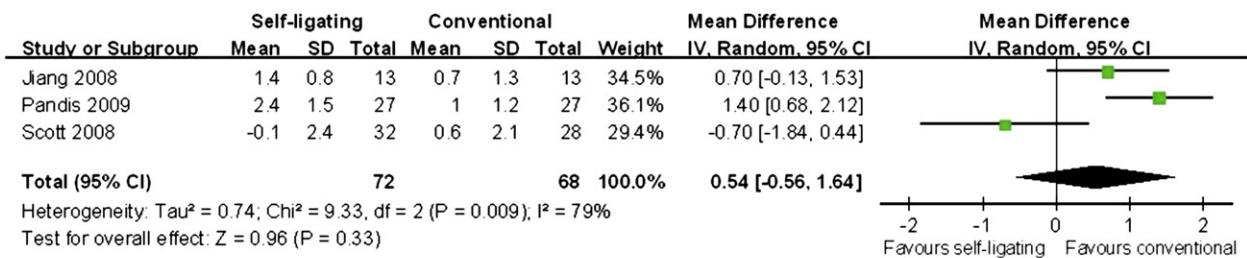 Self-ligating Conventional Mean Difference Mean Difference
Study or Subgroup Mean SD Total Mean SD Total Weight IV, Random, 95% CI IV, Random, 95% CI
Jiang 2008 1.4 0.8 13 0.7 1.3 13 34.5% 0.70 [-0.13, 1.53]
Pandis 2009 2.4 1.5 27 1 1.2 27 36.1% 1.40 [0.68, 2.12]
Scott 2008 -0.1 2.4 32 0.6 2.1 28 29.4% -0.70 [-1.84, 0.44]
Total (95% CI) 72 68 100.0% 0.54 [-0.56, 1.64]
Heterogeneity: Tau² = 0.74; Chi² = 9.33, df = 2 (P = 0.009); I² = 79%
Test for overall effect: Z = 0.96 (P = 0.33)
-2 -1 0 1 2
Favours self-ligating Favours conventional